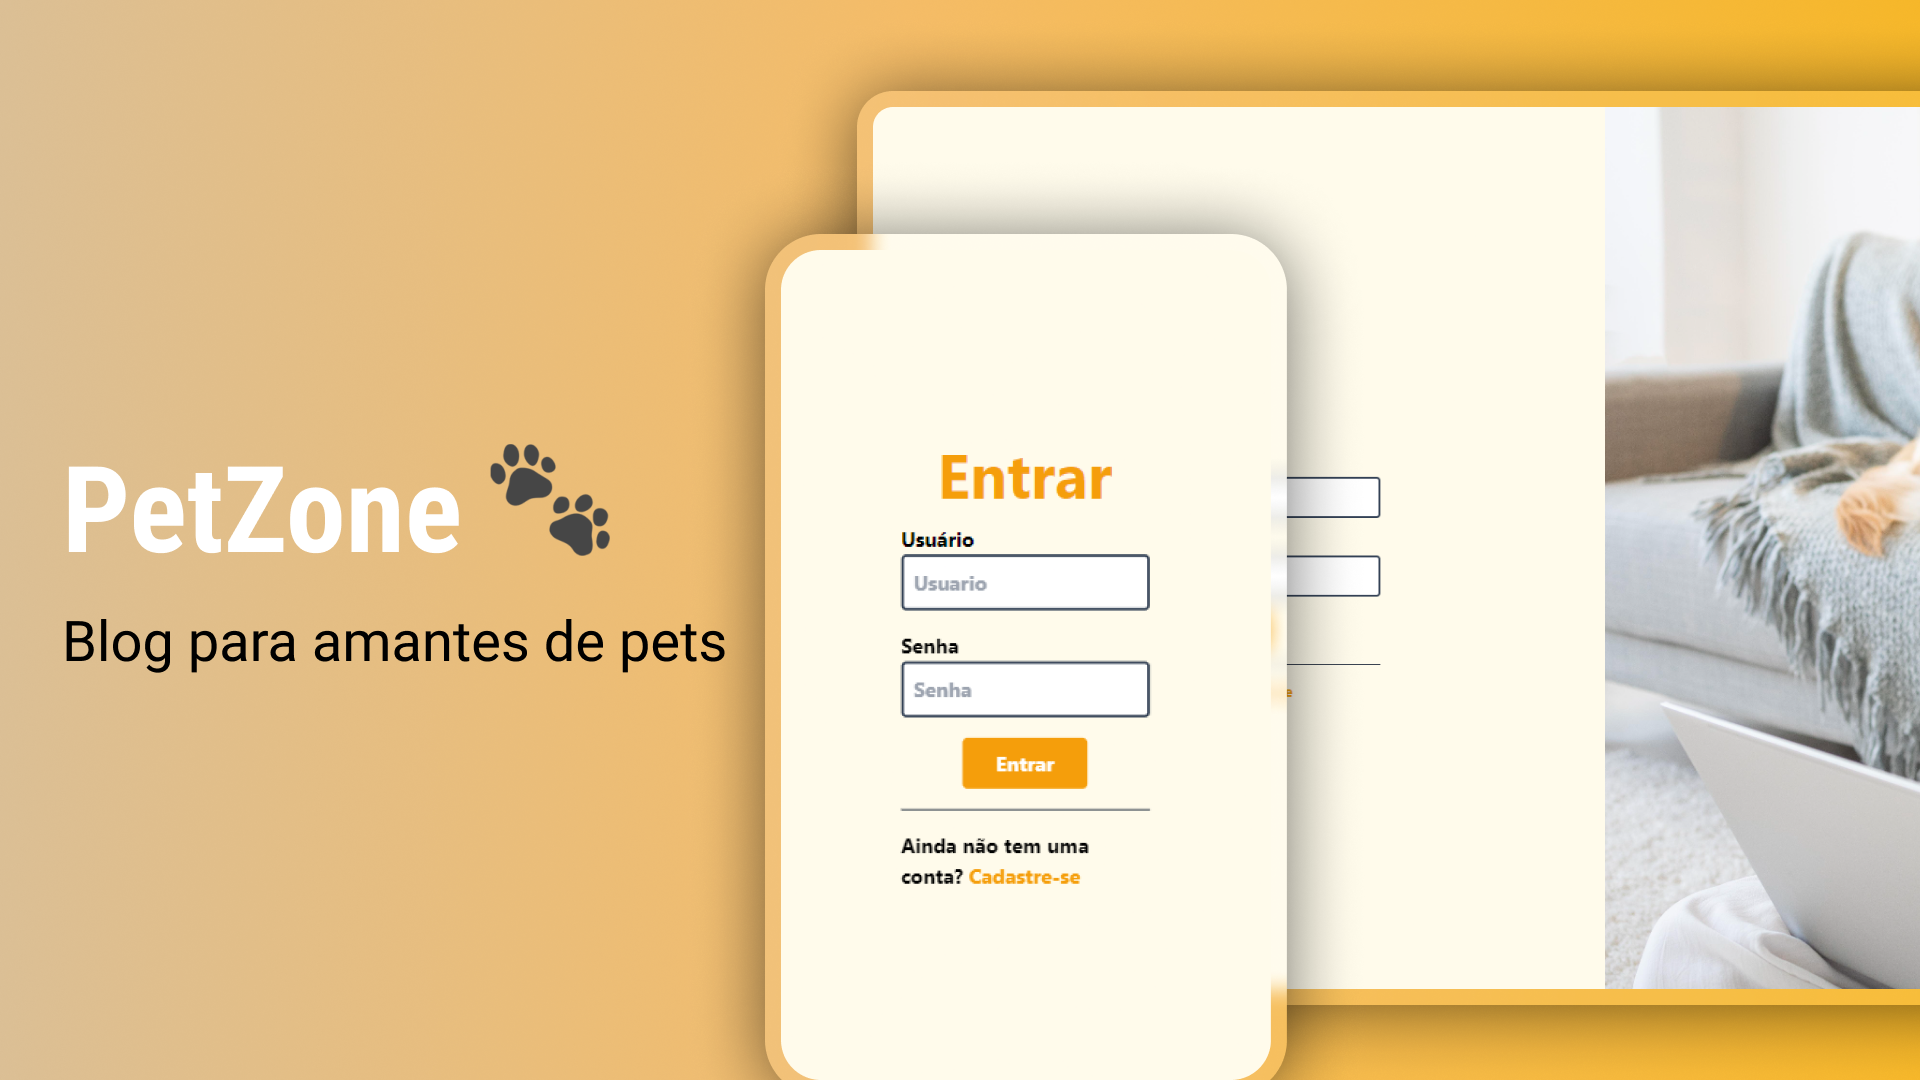 PetZone
Blog para amantes de pets
Entrar
Usuário
Usuario
Senha
Senha
Entrar
Ainda não tem uma
conta? Cadastre-se
e